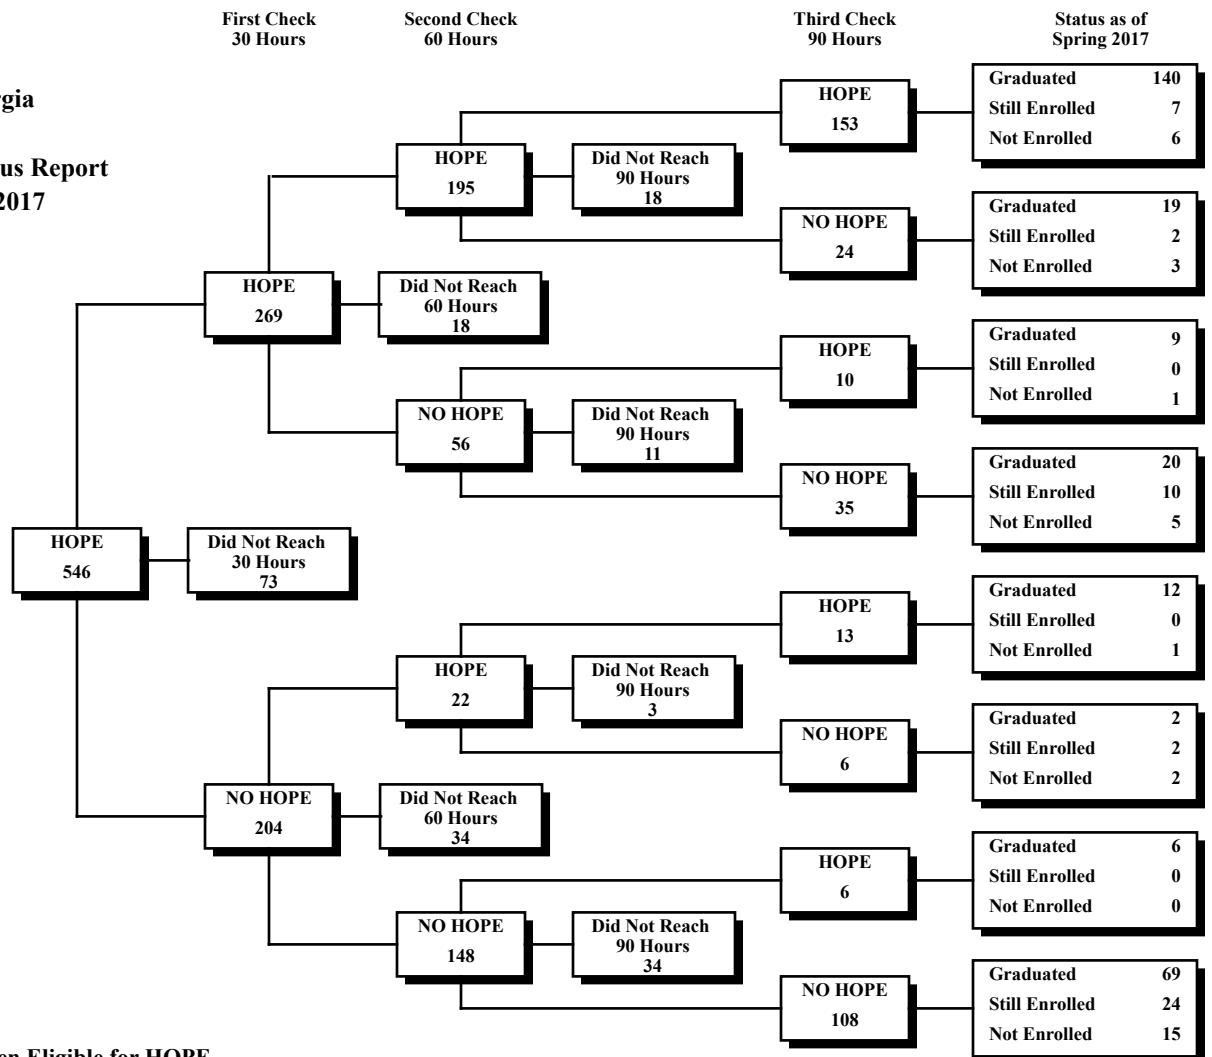 First Check
30 Hours
Second Check
60 Hours
Third Check
90 Hours
Status as of
Spring 2017
rgia
us Report
2017
HOPE
153
Graduated 140
Still Enrolled 7
Not Enrolled 6
HOPE
195
Did Not Reach
90 Hours
18
NO HOPE
24
Graduated 19
Still Enrolled 2
Not Enrolled 3
HOPE
269
Did Not Reach
60 Hours
18
HOPE
10
Graduated 9
Still Enrolled 0
Not Enrolled 1
NO HOPE
56
Did Not Reach
90 Hours
11
NO HOPE
35
Graduated 20
Still Enrolled 10
Not Enrolled 5
HOPE
546
Did Not Reach
30 Hours
73
HOPE
13
Graduated 12
Still Enrolled 0
Not Enrolled 1
HOPE
22
Did Not Reach
90 Hours
3
NO HOPE
6
Graduated 2
Still Enrolled 2
Not Enrolled 2
NO HOPE
204
Did Not Reach
60 Hours
34
HOPE
6
Graduated 6
Still Enrolled 0
Not Enrolled 0
NO HOPE
148
Did Not Reach
90 Hours
34
NO HOPE
108
Graduated 69
Still Enrolled 24
Not Enrolled 15
en Eligible for HOPE